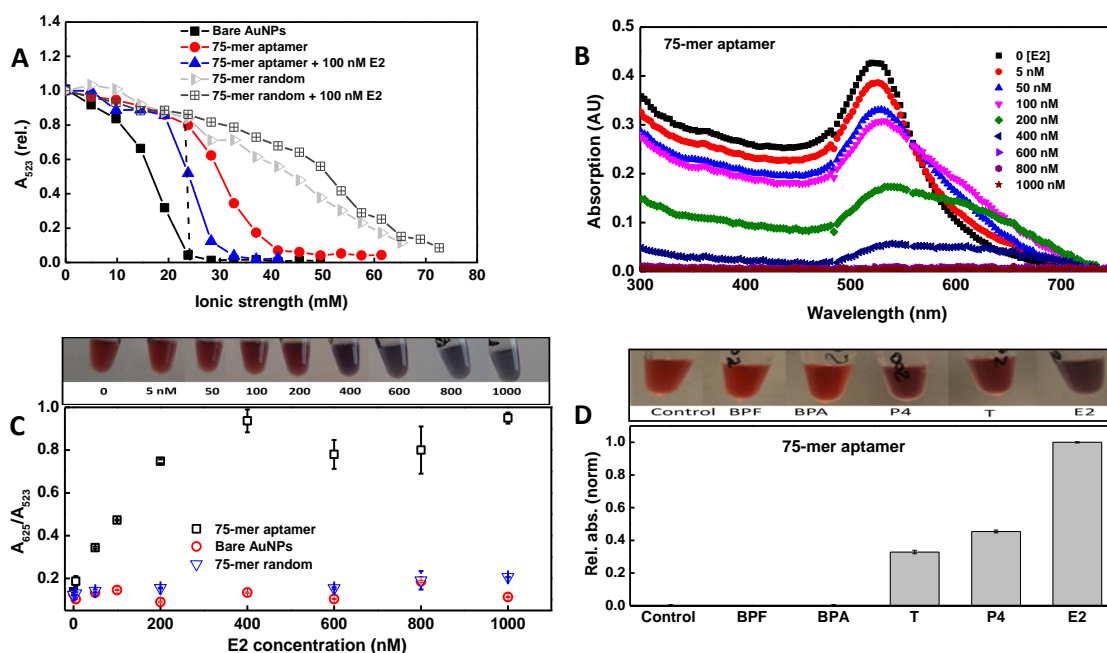 A
Bare AuNPs
75-mer aptamer
75-mer aptamer + 100 nM E2
75-mer random
75-mer random + 100 nM E2
1.4
1.2
1.0
0.8
0.6
0.4
0.2
0.0
A523 (rel.)
0 10 20 30 40 50 60 70 80
Ionic strength (mM)
B
75-mer aptamer
0 [E2]
5 nM
50 nM
100 nM
200 nM
400 nM
600 nM
800 nM
1000 nM
0.5
0.4
0.3
0.2
0.1
0.0
Absorption (AU)
300 400 500 600 700
Wavelength (nm)
0 5 nM 50 100 200 400 600 800 1000
C
1.0
0.8
0.6
0.4
0.2
A625/A523
75-mer aptamer
Bare AuNPs
75-mer random
0 200 400 600 800 1000
E2 concentration (nM)
D
Control BPF BPA P4 T E2
75-mer aptamer
1.0
0.8
0.6
0.4
0.2
0.0
Rel. abs. (norm)
Control BPF BPA T P4 E2